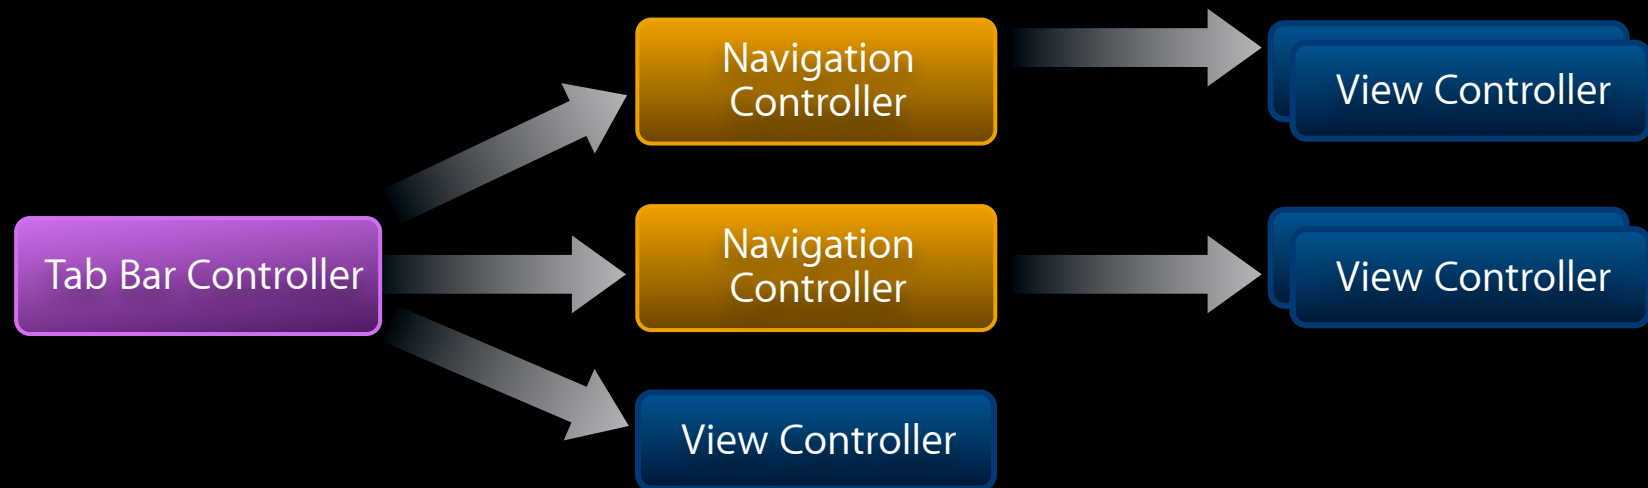 Navigation
Controller
View Controller
Tab Bar Controller
Navigation
Controller
View Controller
View Controller